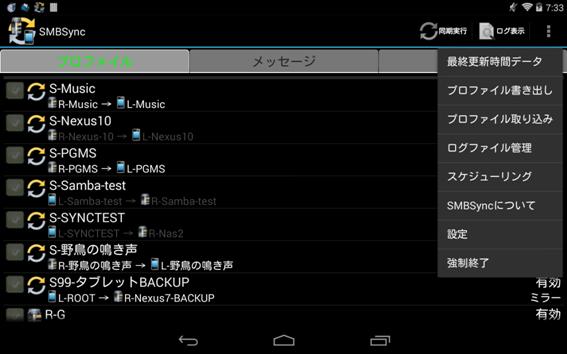 7:33
SMBSync
同期実行
ログ表示
プロファイル
メッセージ
最終更新時間データ
プロファイル書き出し
プロファイル取り込み
ログファイル管理
スケジューリング
SMBSyncについて
設定
強制終了
S-Music
R-Music → L-Music
S-Nexus10
R-Nexus-10 → L-Nexus10
S-PGMS
R-PGMS → L-PGMS
S-Samba-test
L-Samba-test → R-Samba-test
S-SYNCTEST
L-SYNCTEST → R-Nas2
S-野鳥の鳴き声
R-野鳥の鳴き声 → L-野鳥の鳴き声
S99-タブレットBACKUP 有効
L-ROOT → R-Nexus7-BACKUP ミラー
R-G 有効